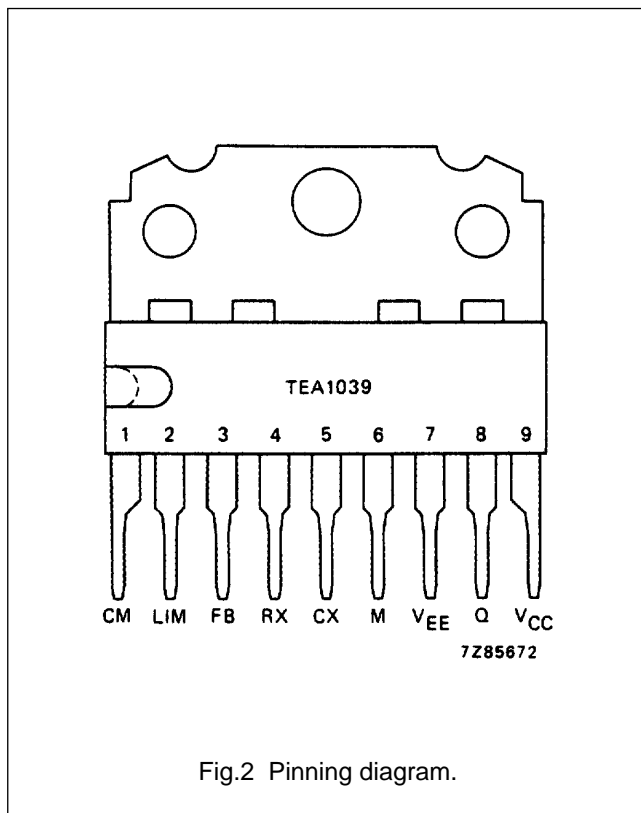 TEA1039
1 2 3 4 5 6 7 8 9
CM LIM FB RX CX M VEE Q VCC
7Z85672
Fig.2 Pinning diagram.